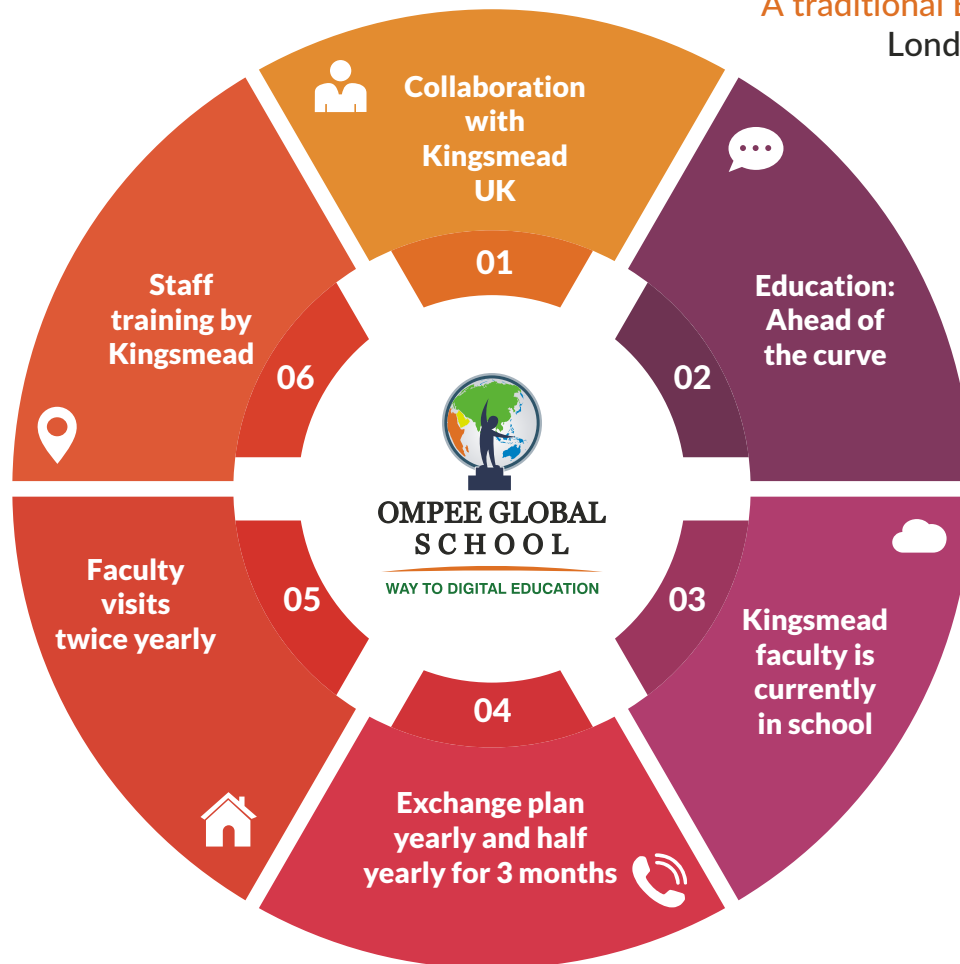 A traditional
Lond
Collaboration
with
Kingsmead
UK
01
Education:
Ahead of
the curve
02
Kingsmead
faculty is
currently
in school
03
Exchange plan
yearly and half
yearly for 3 months
04
Faculty
visits
twice yearly
05
Staff
training by
Kingsmead
06
OMPEE GLOBAL
SCHOOL
WAY TO DIGITAL EDUCATION